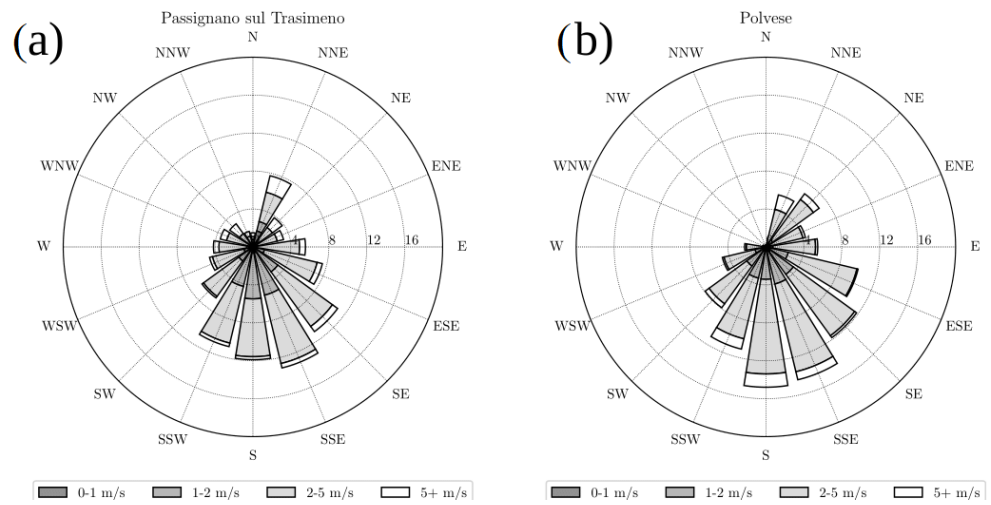 (a)
Passignano sul Trasimeno
N
NNW NNE
NW NE
WNW ENE
W 4 8 12 16 E
WSW ESE
SW SE
SSW SSE
S
0-1 m/s 1-2 m/s 2-5 m/s 5+ m/s
(b)
Polvese
N
NNW NNE
NW NE
WNW ENE
W 4 8 12 16 E
WSW ESE
SW SE
SSW SSE
S
0-1 m/s 1-2 m/s 2-5 m/s 5+ m/s